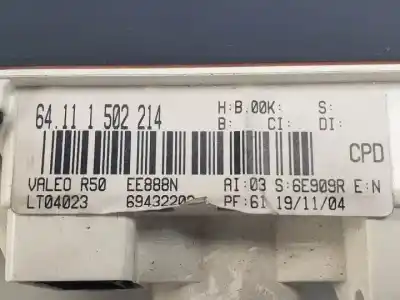 64.11 1 502 214
H:B.00K: S:
B: CI: DI:
CPD
VALEO R50 EE888N AI:03 S:6E909R E:N
LT04023 PF:61 19/11/04